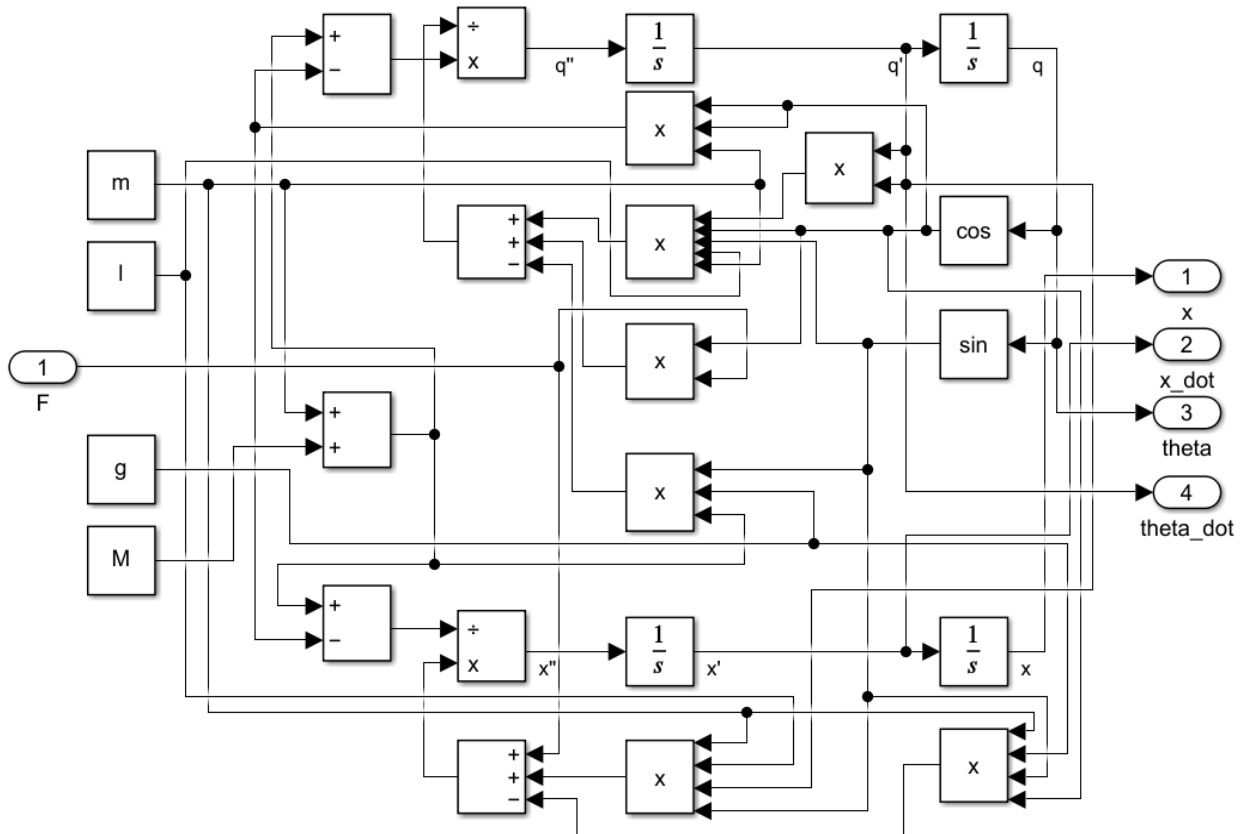 +
−
÷
x
q"
1
s
q'
1
s
q
x
x
m
l
+
+
−
x
cos
1
x
sin
2
x_dot
x
1
F
3
theta
+
+
g
x
4
theta_dot
M
+
−
÷
x
x"
1
s
x'
1
s
x
+
+
−
x
x